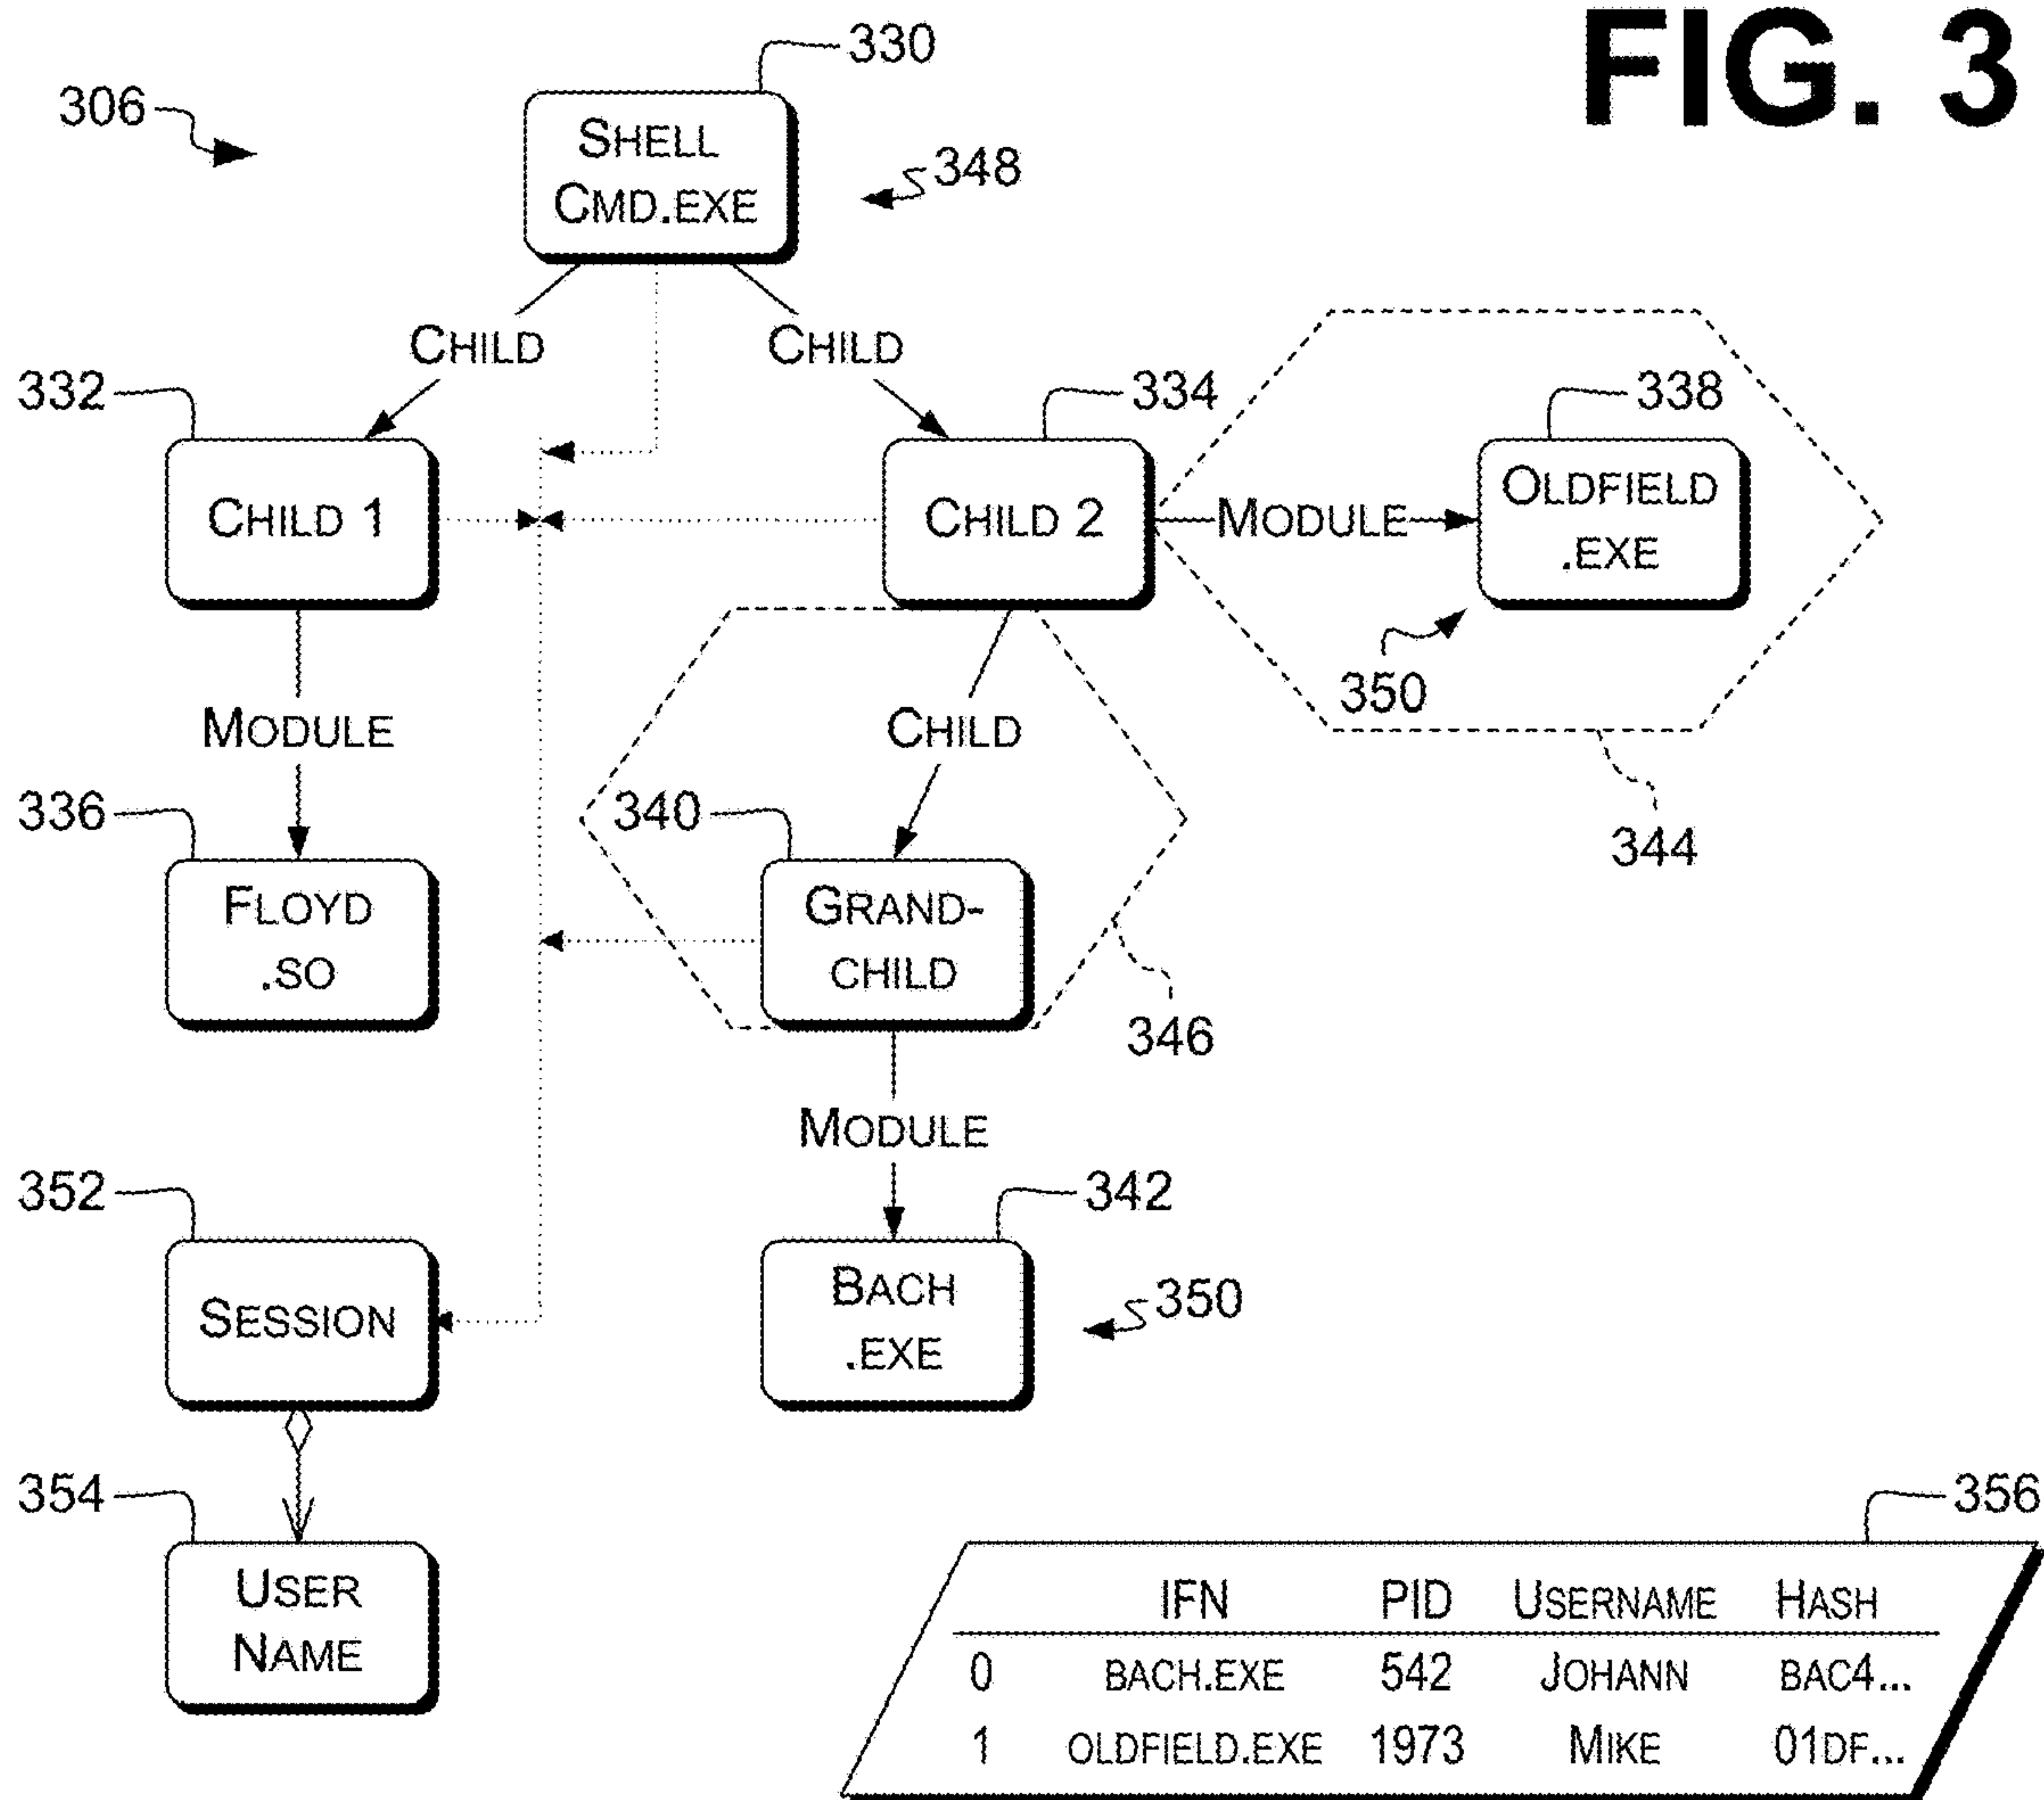 FIG. 3
330
306
SHELL
CMD.EXE
348
CHILD
CHILD
332
334
338
CHILD 1
CHILD 2
MODULE
OLDFIELD
.EXE
350
MODULE
CHILD
336
340
344
FLOYD
.SO
GRAND-
CHILD
346
MODULE
352
342
SESSION
BACH
.EXE
350
354
356
USER
NAME
IFN PID USERNAME HASH
0 BACH.EXE 542 JOHANN BAC4...
1 OLDFIELD.EXE 1973 MIKE 01DF...